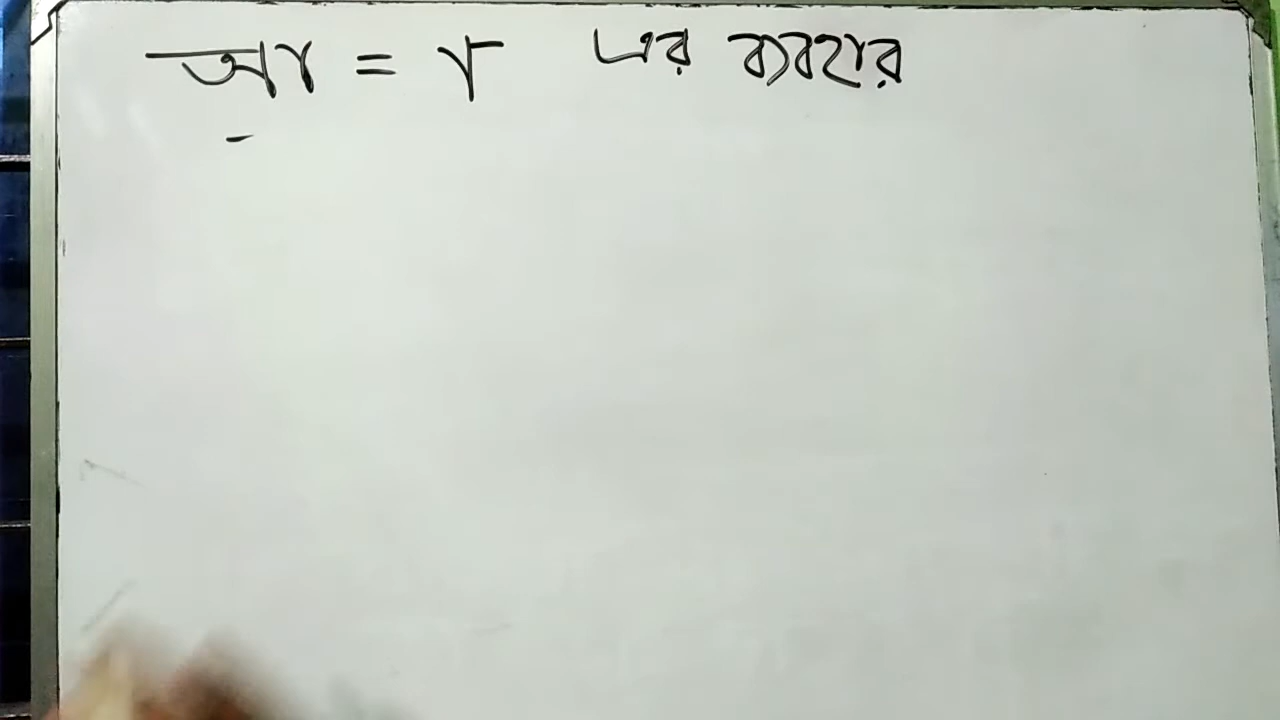 আ = া এর ব্যবহার